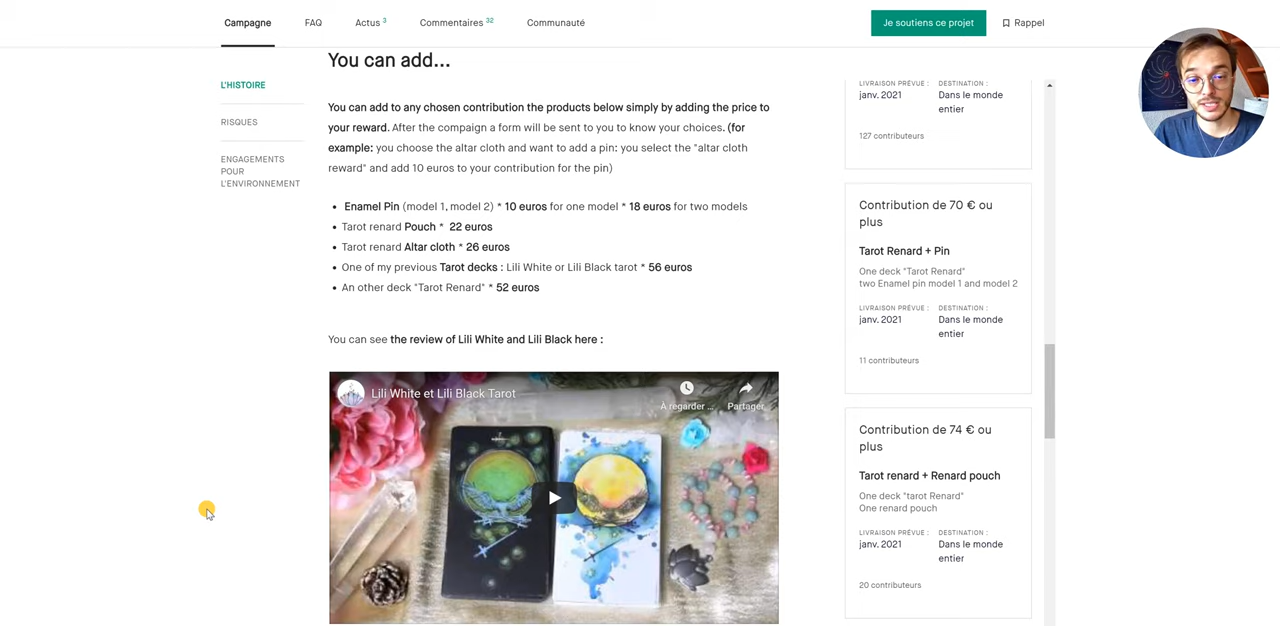 Campagne
FAQ
Actus 3
Commentaires 32
Communauté
Je soutiens ce projet
Rappel
L'HISTOIRE
RISQUES
ENGAGEMENTS
POUR
L'ENVIRONNEMENT
You can add...
You can add to any chosen contribution the products below simply by adding the price to
your reward. After the compaign a form will be sent to you to know your choices. (for
example: you choose the altar cloth and want to add a pin: you select the "altar cloth
reward" and add 10 euros to your contribution for the pin)
• Enamel Pin (model 1, model 2) * 10 euros for one model * 18 euros for two models
• Tarot renard Pouch * 22 euros
• Tarot renard Altar cloth * 26 euros
• One of my previous Tarot decks : Lili White or Lili Black tarot * 56 euros
• An other deck "Tarot Renard" * 52 euros
You can see the review of Lili White and Lili Black here :
Lili White et Lili Black Tarot
À regarder ...
Partager
LIVRAISON PRÉVUE :
janv. 2021
DESTINATION :
Dans le monde
entier
127 contributeurs
Contribution de 70 € ou
plus
Tarot Renard + Pin
One deck "Tarot Renard"
two Enamel pin model 1 and model 2
LIVRAISON PRÉVUE :
janv. 2021
DESTINATION :
Dans le monde
entier
11 contributeurs
Contribution de 74 € ou
plus
Tarot renard + Renard pouch
One deck "tarot Renard"
One renard pouch
LIVRAISON PRÉVUE :
janv. 2021
DESTINATION :
Dans le monde
entier
20 contributeurs